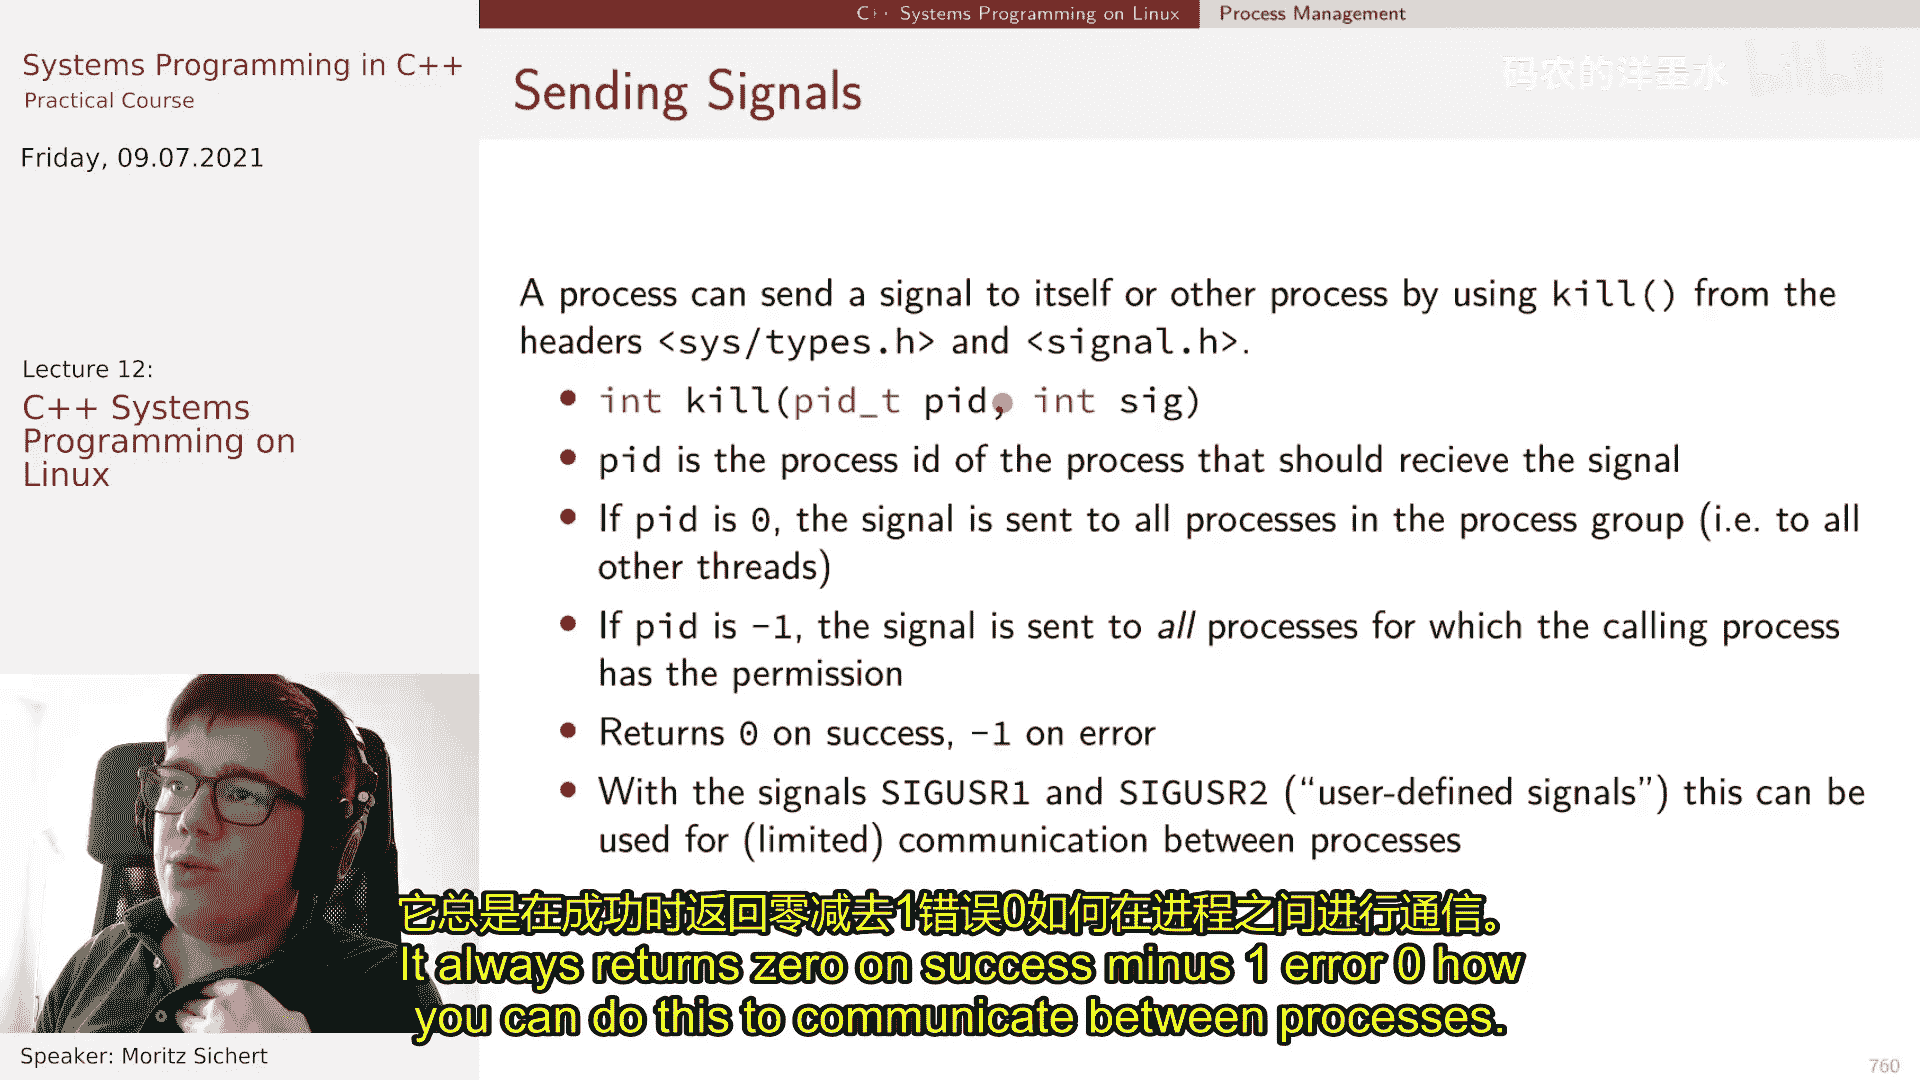 C++ Systems Programming on Linux
Process Management
Systems Programming in C++
Practical Course
Friday, 09.07.2021
Lecture 12:
C++ Systems
Programming on
Linux
Sending Signals
码农的洋墨水 bilibili
A process can send a signal to itself or other process by using kill() from the
headers <sys/types.h> and <signal.h>.
• int kill(pid_t pid, int sig)
• pid is the process id of the process that should recieve the signal
• If pid is 0, the signal is sent to all processes in the process group (i.e. to all
other threads)
• If pid is -1, the signal is sent to all processes for which the calling process
has the permission
• Returns 0 on success, -1 on error
• With the signals SIGUSR1 and SIGUSR2 (“user-defined signals”) this can be
used for (limited) communication between processes
它总是在成功时返回零减去1错误0如何在进程之间进行通信。
It always returns zero on success minus 1 error 0 how
you can do this to communicate between processes.
Speaker: Moritz Sichert
760